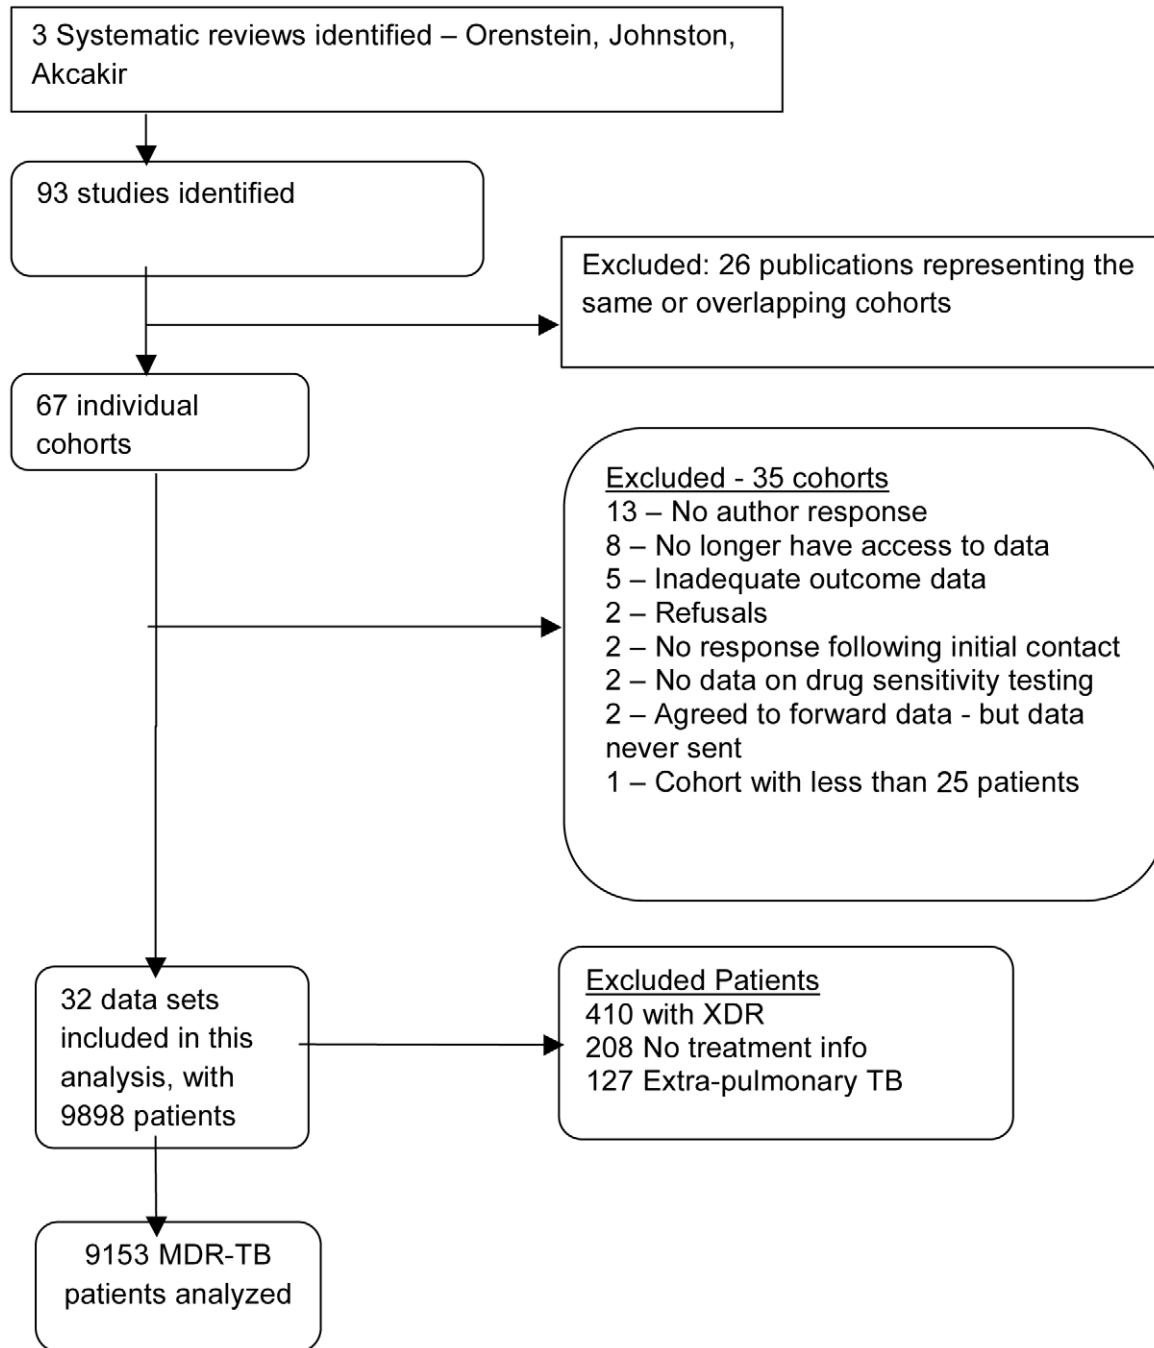 3 Systematic reviews identified – Orenstein, Johnston,
Akcakir
93 studies identified
Excluded: 26 publications representing the
same or overlapping cohorts
67 individual
cohorts
Excluded - 35 cohorts
13 – No author response
8 – No longer have access to data
5 – Inadequate outcome data
2 – Refusals
2 – No response following initial contact
2 – No data on drug sensitivity testing
2 – Agreed to forward data - but data
never sent
1 – Cohort with less than 25 patients
32 data sets
included in this
analysis, with
9898 patients
Excluded Patients
410 with XDR
208 No treatment info
127 Extra-pulmonary TB
9153 MDR-TB
patients analyzed